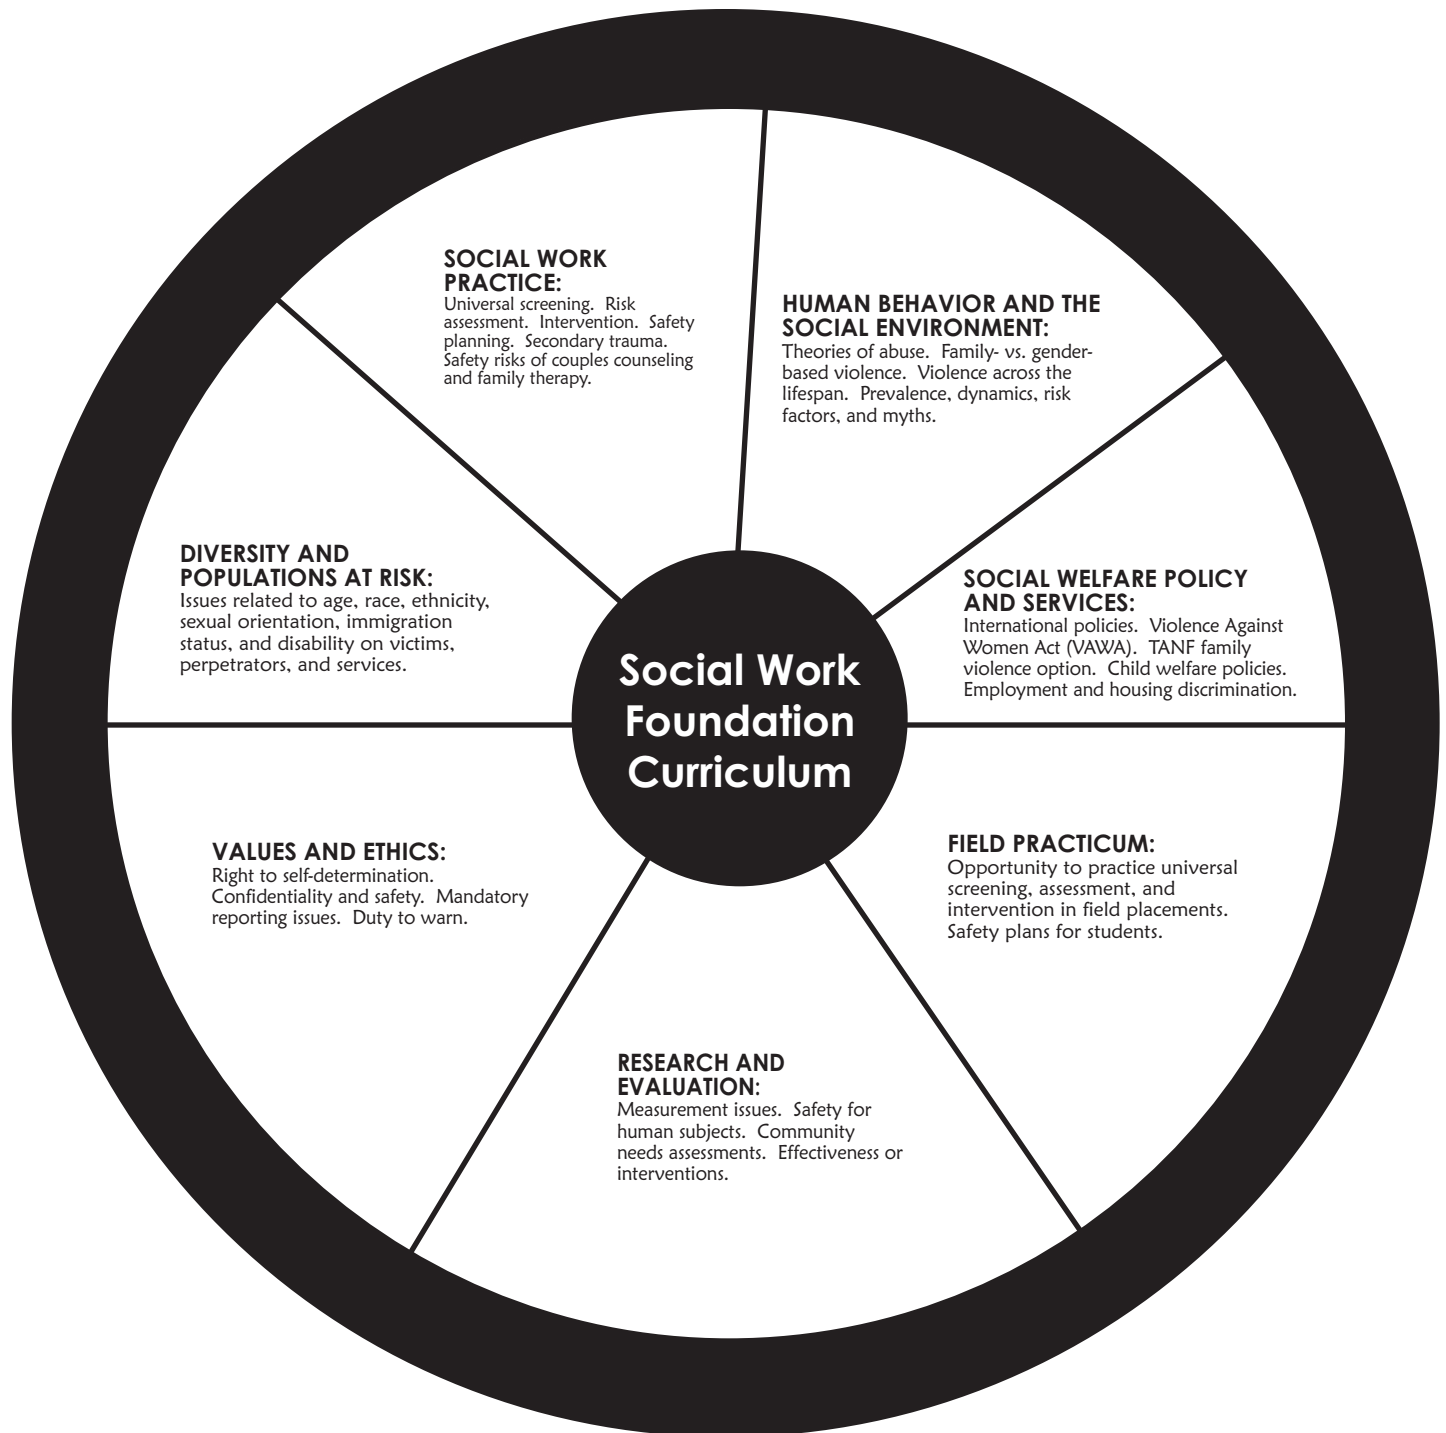 SOCIAL WORK
PRACTICE:
Universal screening.  Risk
assessment.  Intervention.  Safety
planning.  Secondary trauma.
Safety risks of couples counseling
and family therapy.
HUMAN BEHAVIOR AND THE
SOCIAL ENVIRONMENT:
Theories of abuse.  Family- vs. gender-
based violence.  Violence across the
lifespan.  Prevalence, dynamics, risk
factors, and myths.
DIVERSITY AND
POPULATIONS AT RISK:
Issues related to age, race, ethnicity,
sexual orientation, immigration
status, and disability on victims,
perpetrators, and services.
Social Work
Foundation
Curriculum
SOCIAL WELFARE POLICY
AND SERVICES:
International policies.  Violence Against
Women Act (VAWA).  TANF family
violence option.  Child welfare policies.
Employment and housing discrimination.
VALUES AND ETHICS:
Right to self-determination.
Confidentiality and safety.  Mandatory
reporting issues.  Duty to warn.
FIELD PRACTICUM:
Opportunity to practice universal
screening, assessment, and
intervention in field placements.
Safety plans for students.
RESEARCH AND
EVALUATION:
Measurement issues.  Safety for
human subjects.  Community
needs assessments.  Effectiveness or
interventions.